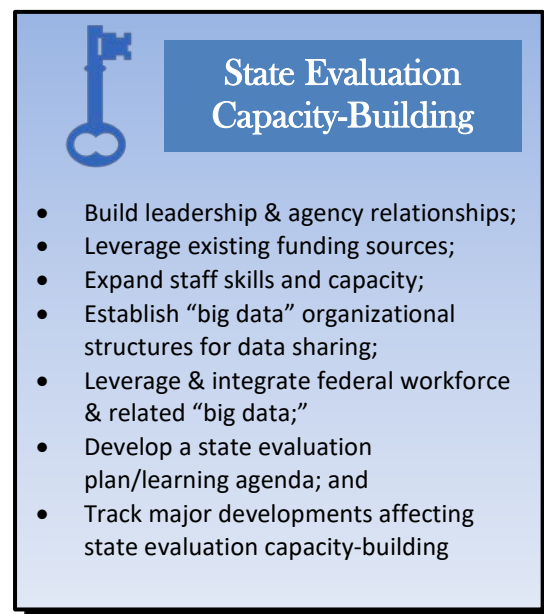 State Evaluation
Capacity-Building
• Build leadership & agency relationships;
• Leverage existing funding sources;
• Expand staff skills and capacity;
• Establish “big data” organizational
structures for data sharing;
• Leverage & integrate federal workforce
& related “big data;”
• Develop a state evaluation
plan/learning agenda; and
• Track major developments affecting
state evaluation capacity-building